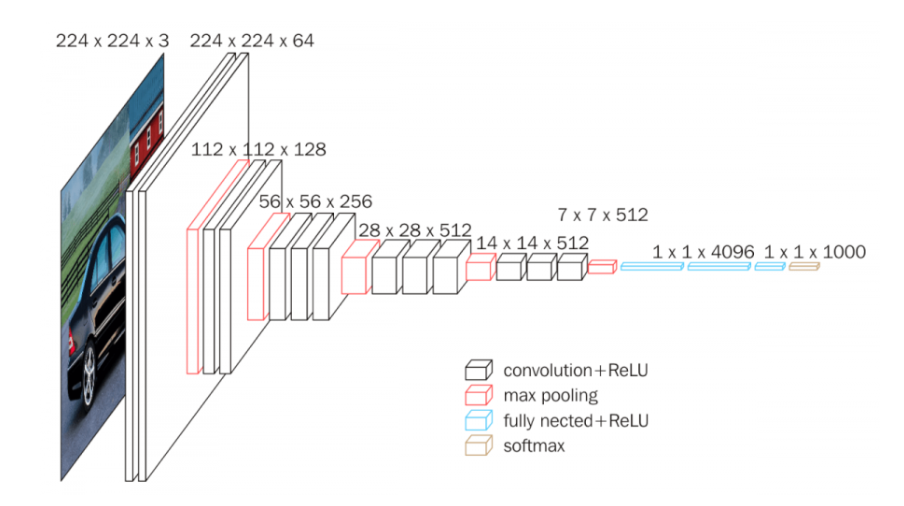 224 x 224 x 3
224 x 224 x 64
112 x 112 x 128
56 x 56 x 256
28 x 28 x 512
14 x 14 x 512
7 x 7 x 512
1 x 1 x 4096
1 x 1 x 1000
convolution+ReLU
max pooling
fully nected+ReLU
softmax